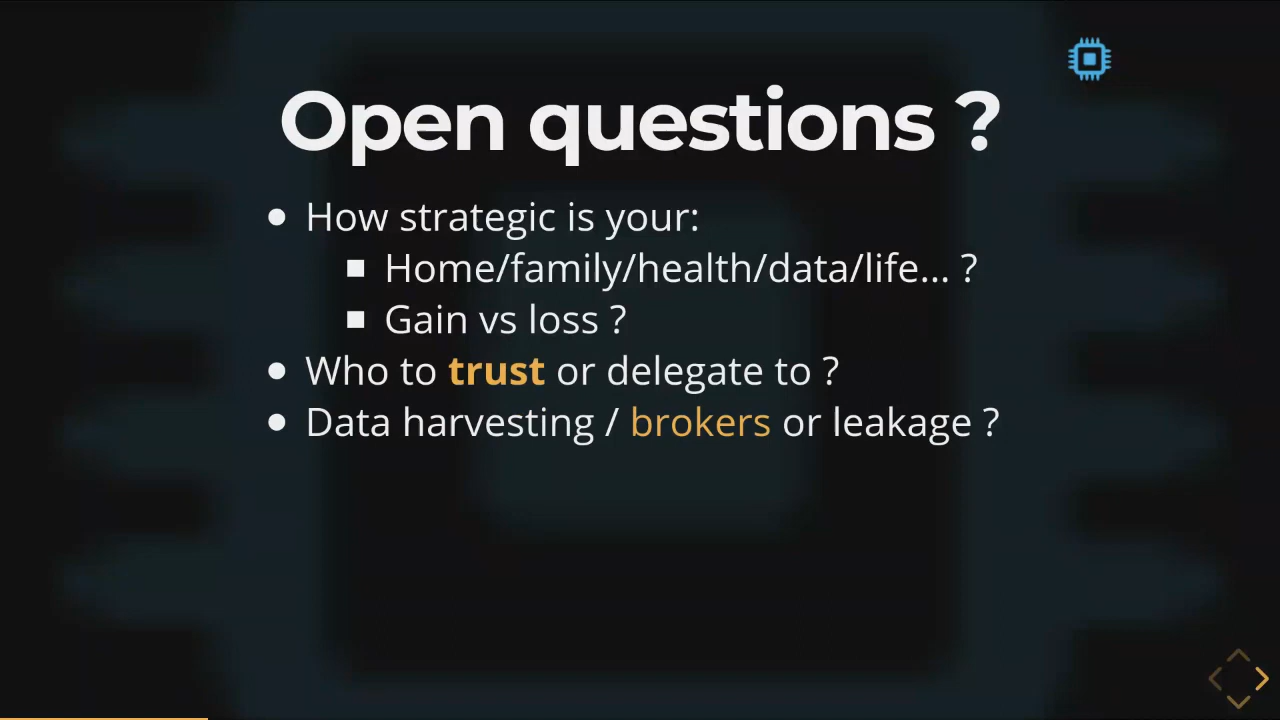 Open questions ?
How strategic is your:
Home/family/health/data/life... ?
Gain vs loss ?
Who to trust or delegate to ?
Data harvesting / brokers or leakage ?